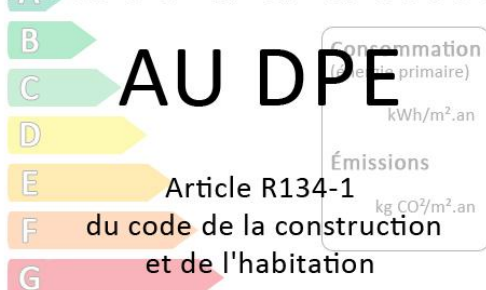 A
B
Consommation
(énergie primaire)
AU DPE
C
kWh/m².an
D
Émissions
E
Article R134-1
kg CO²/m².an
F
du code de la construction
et de l'habitation
G